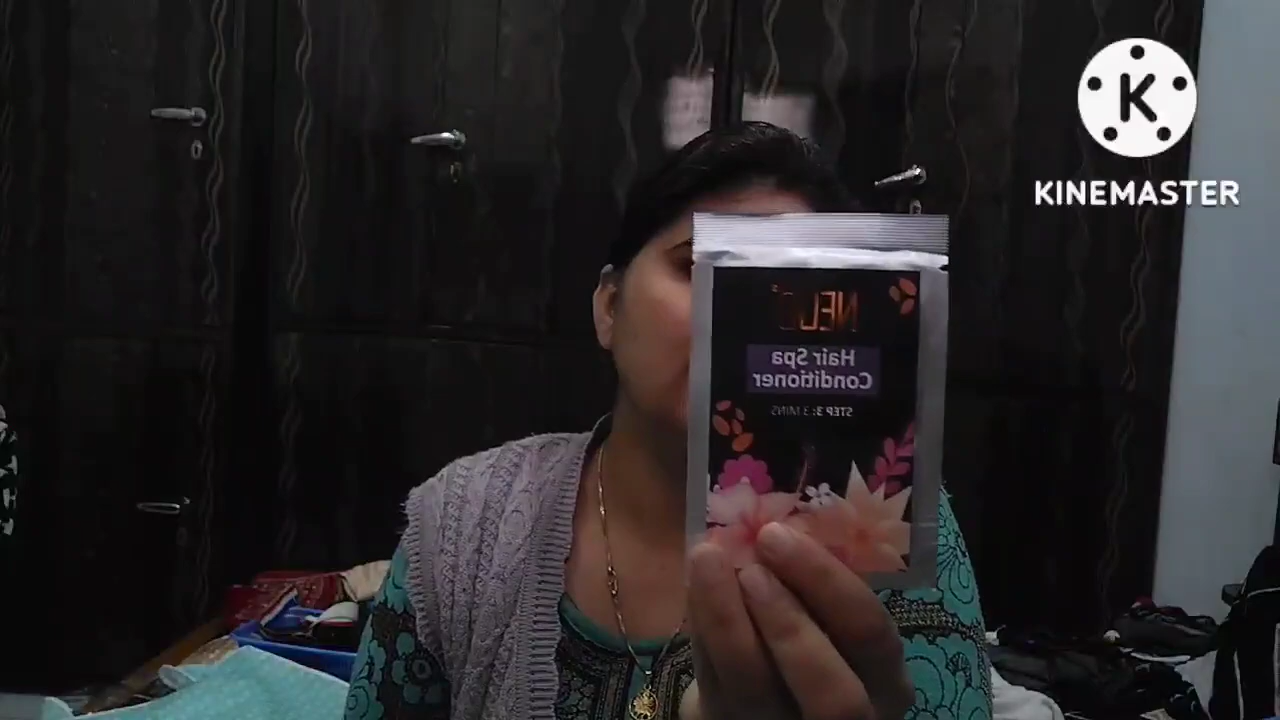 K
KINEMASTER
Hair Spa
Conditioner
STEP 3: 3 MINS